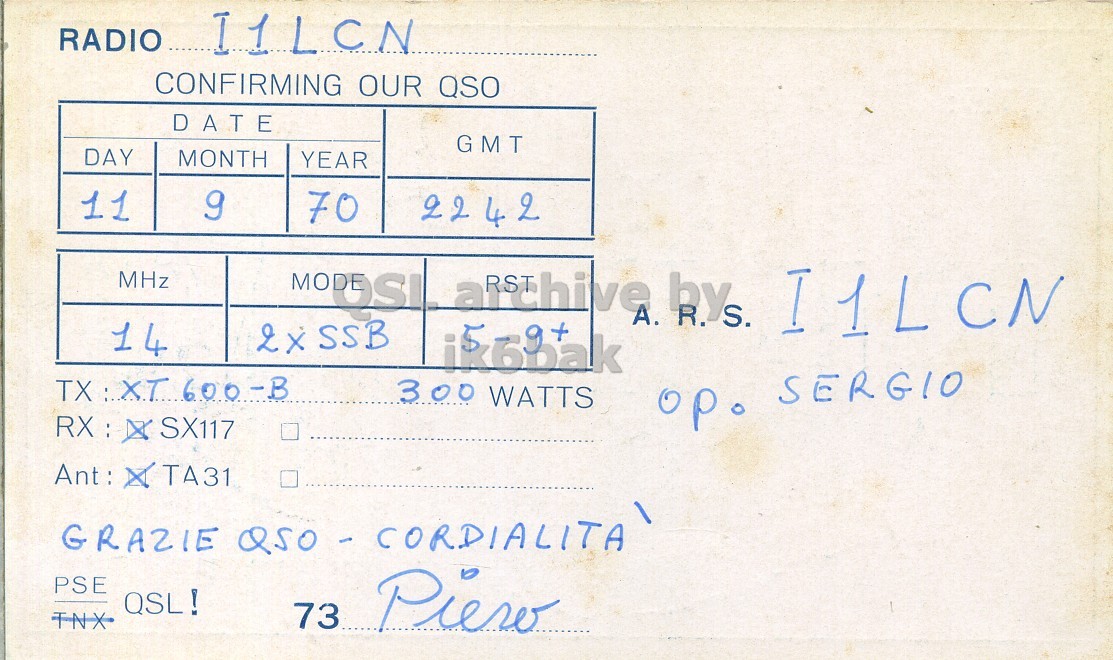 RADIO I1LCN
CONFIRMING OUR QSO
DATE GMT
DAY MONTH YEAR
11 9 70 2242
MHz MODE RST
14 2xSSB 5-9+
TX: XT 600-B 300 WATTS
RX: ☒ SX117 ☐
Ant: ☒ TA31 ☐
GRAZIE QSO - CORDIALITA`
PSE
TNX
QSL!
73 Piero
A. R. S. I1LCN
op. SERGIO
QSL archive by
ik6bak